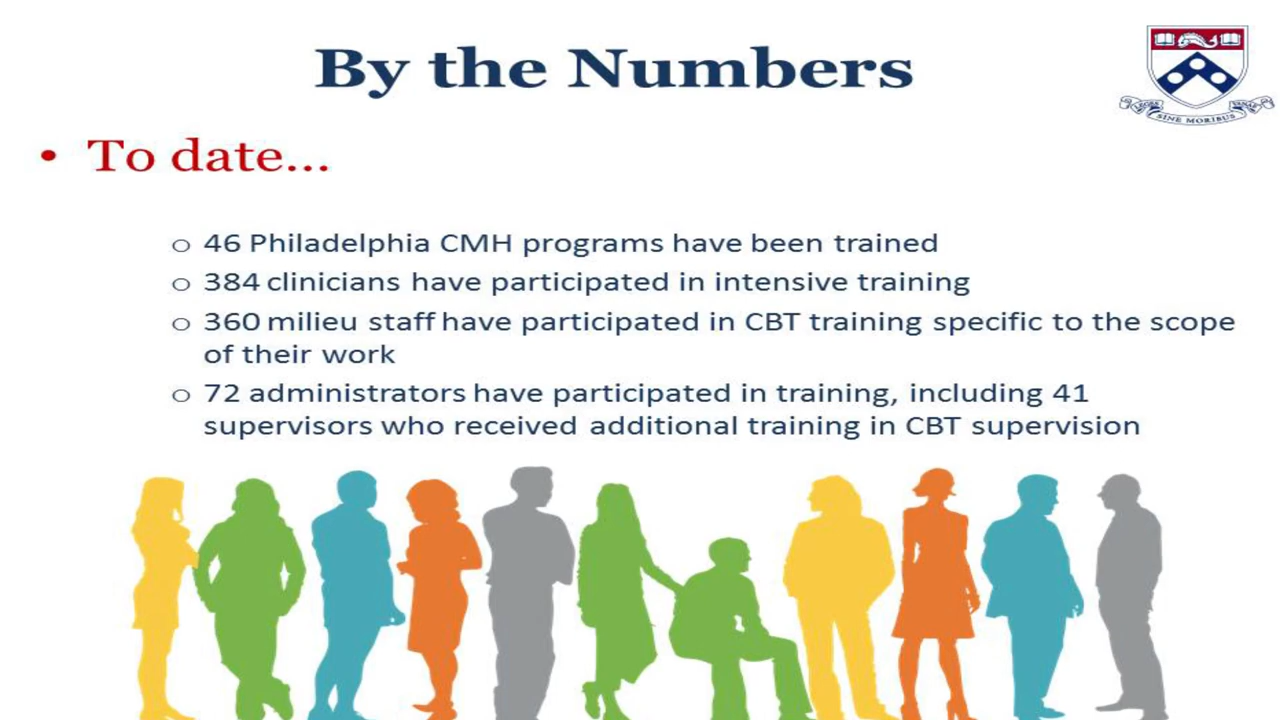 By the Numbers
• To date...
o 46 Philadelphia CMH programs have been trained
o 384 clinicians have participated in intensive training
o 360 milieu staff have participated in CBT training specific to the scope
of their work
o 72 administrators have participated in training, including 41
supervisors who received additional training in CBT supervision
SINE MORIBUS